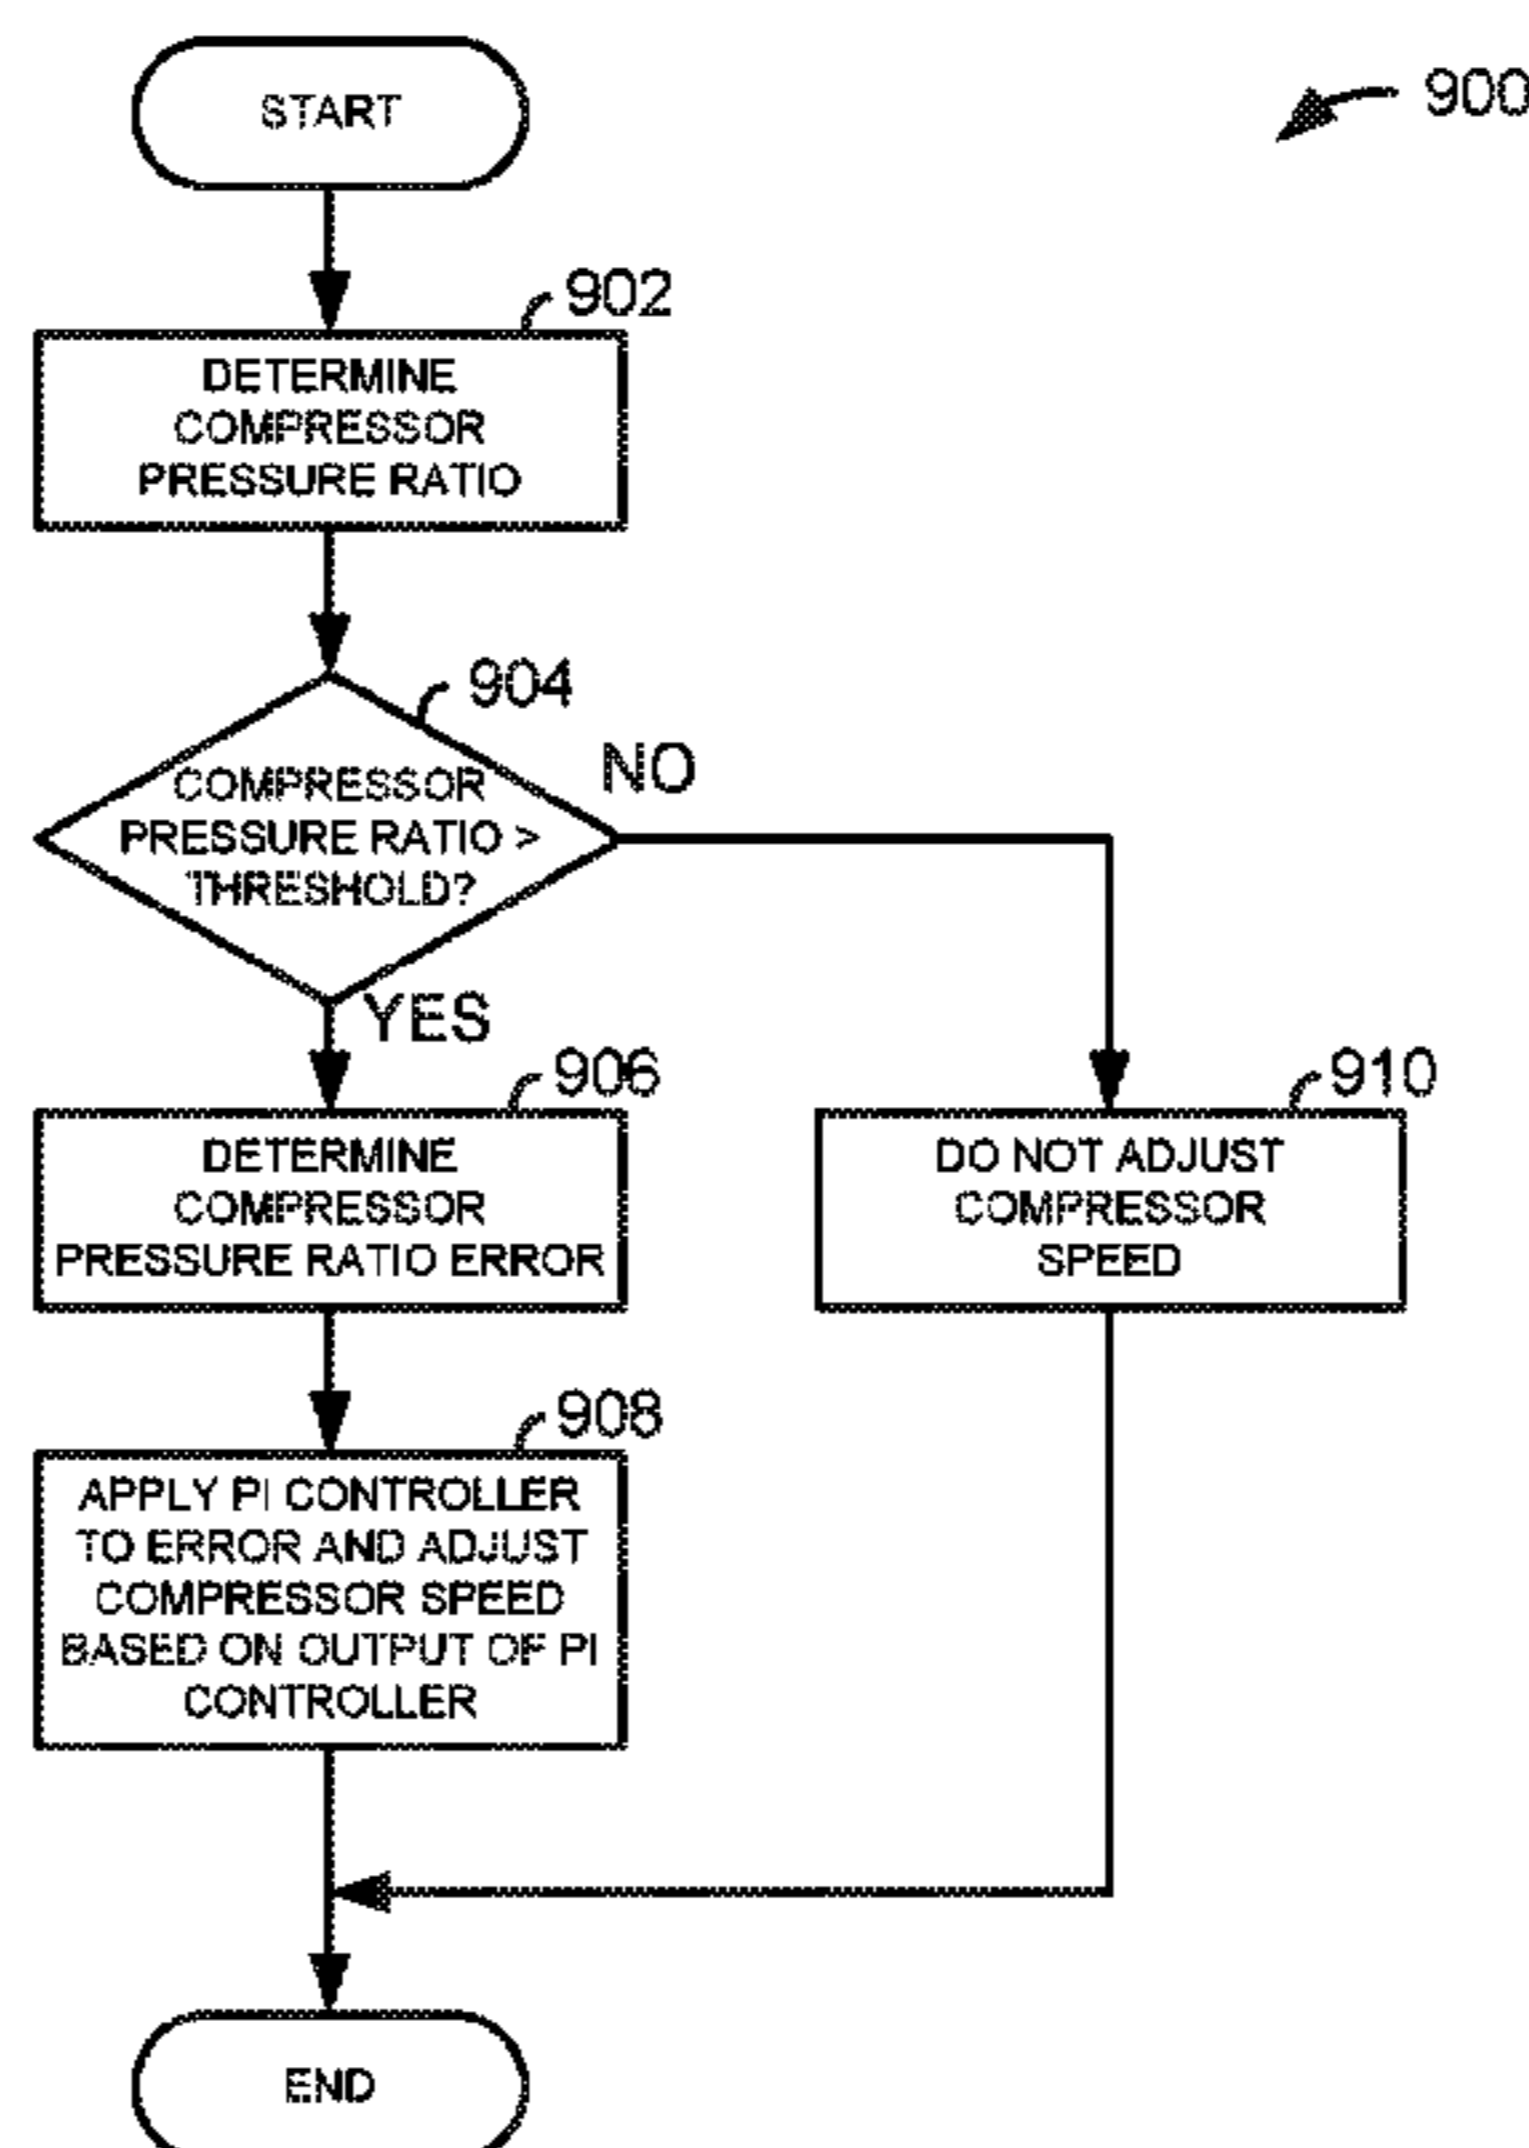 START
900
902
DETERMINE
COMPRESSOR
PRESSURE RATIO
904
NO
COMPRESSOR
PRESSURE RATIO >
THRESHOLD?
YES
906
DETERMINE
COMPRESSOR
PRESSURE RATIO ERROR
910
DO NOT ADJUST
COMPRESSOR
SPEED
908
APPLY PI CONTROLLER
TO ERROR AND ADJUST
COMPRESSOR SPEED
BASED ON OUTPUT OF PI
CONTROLLER
END